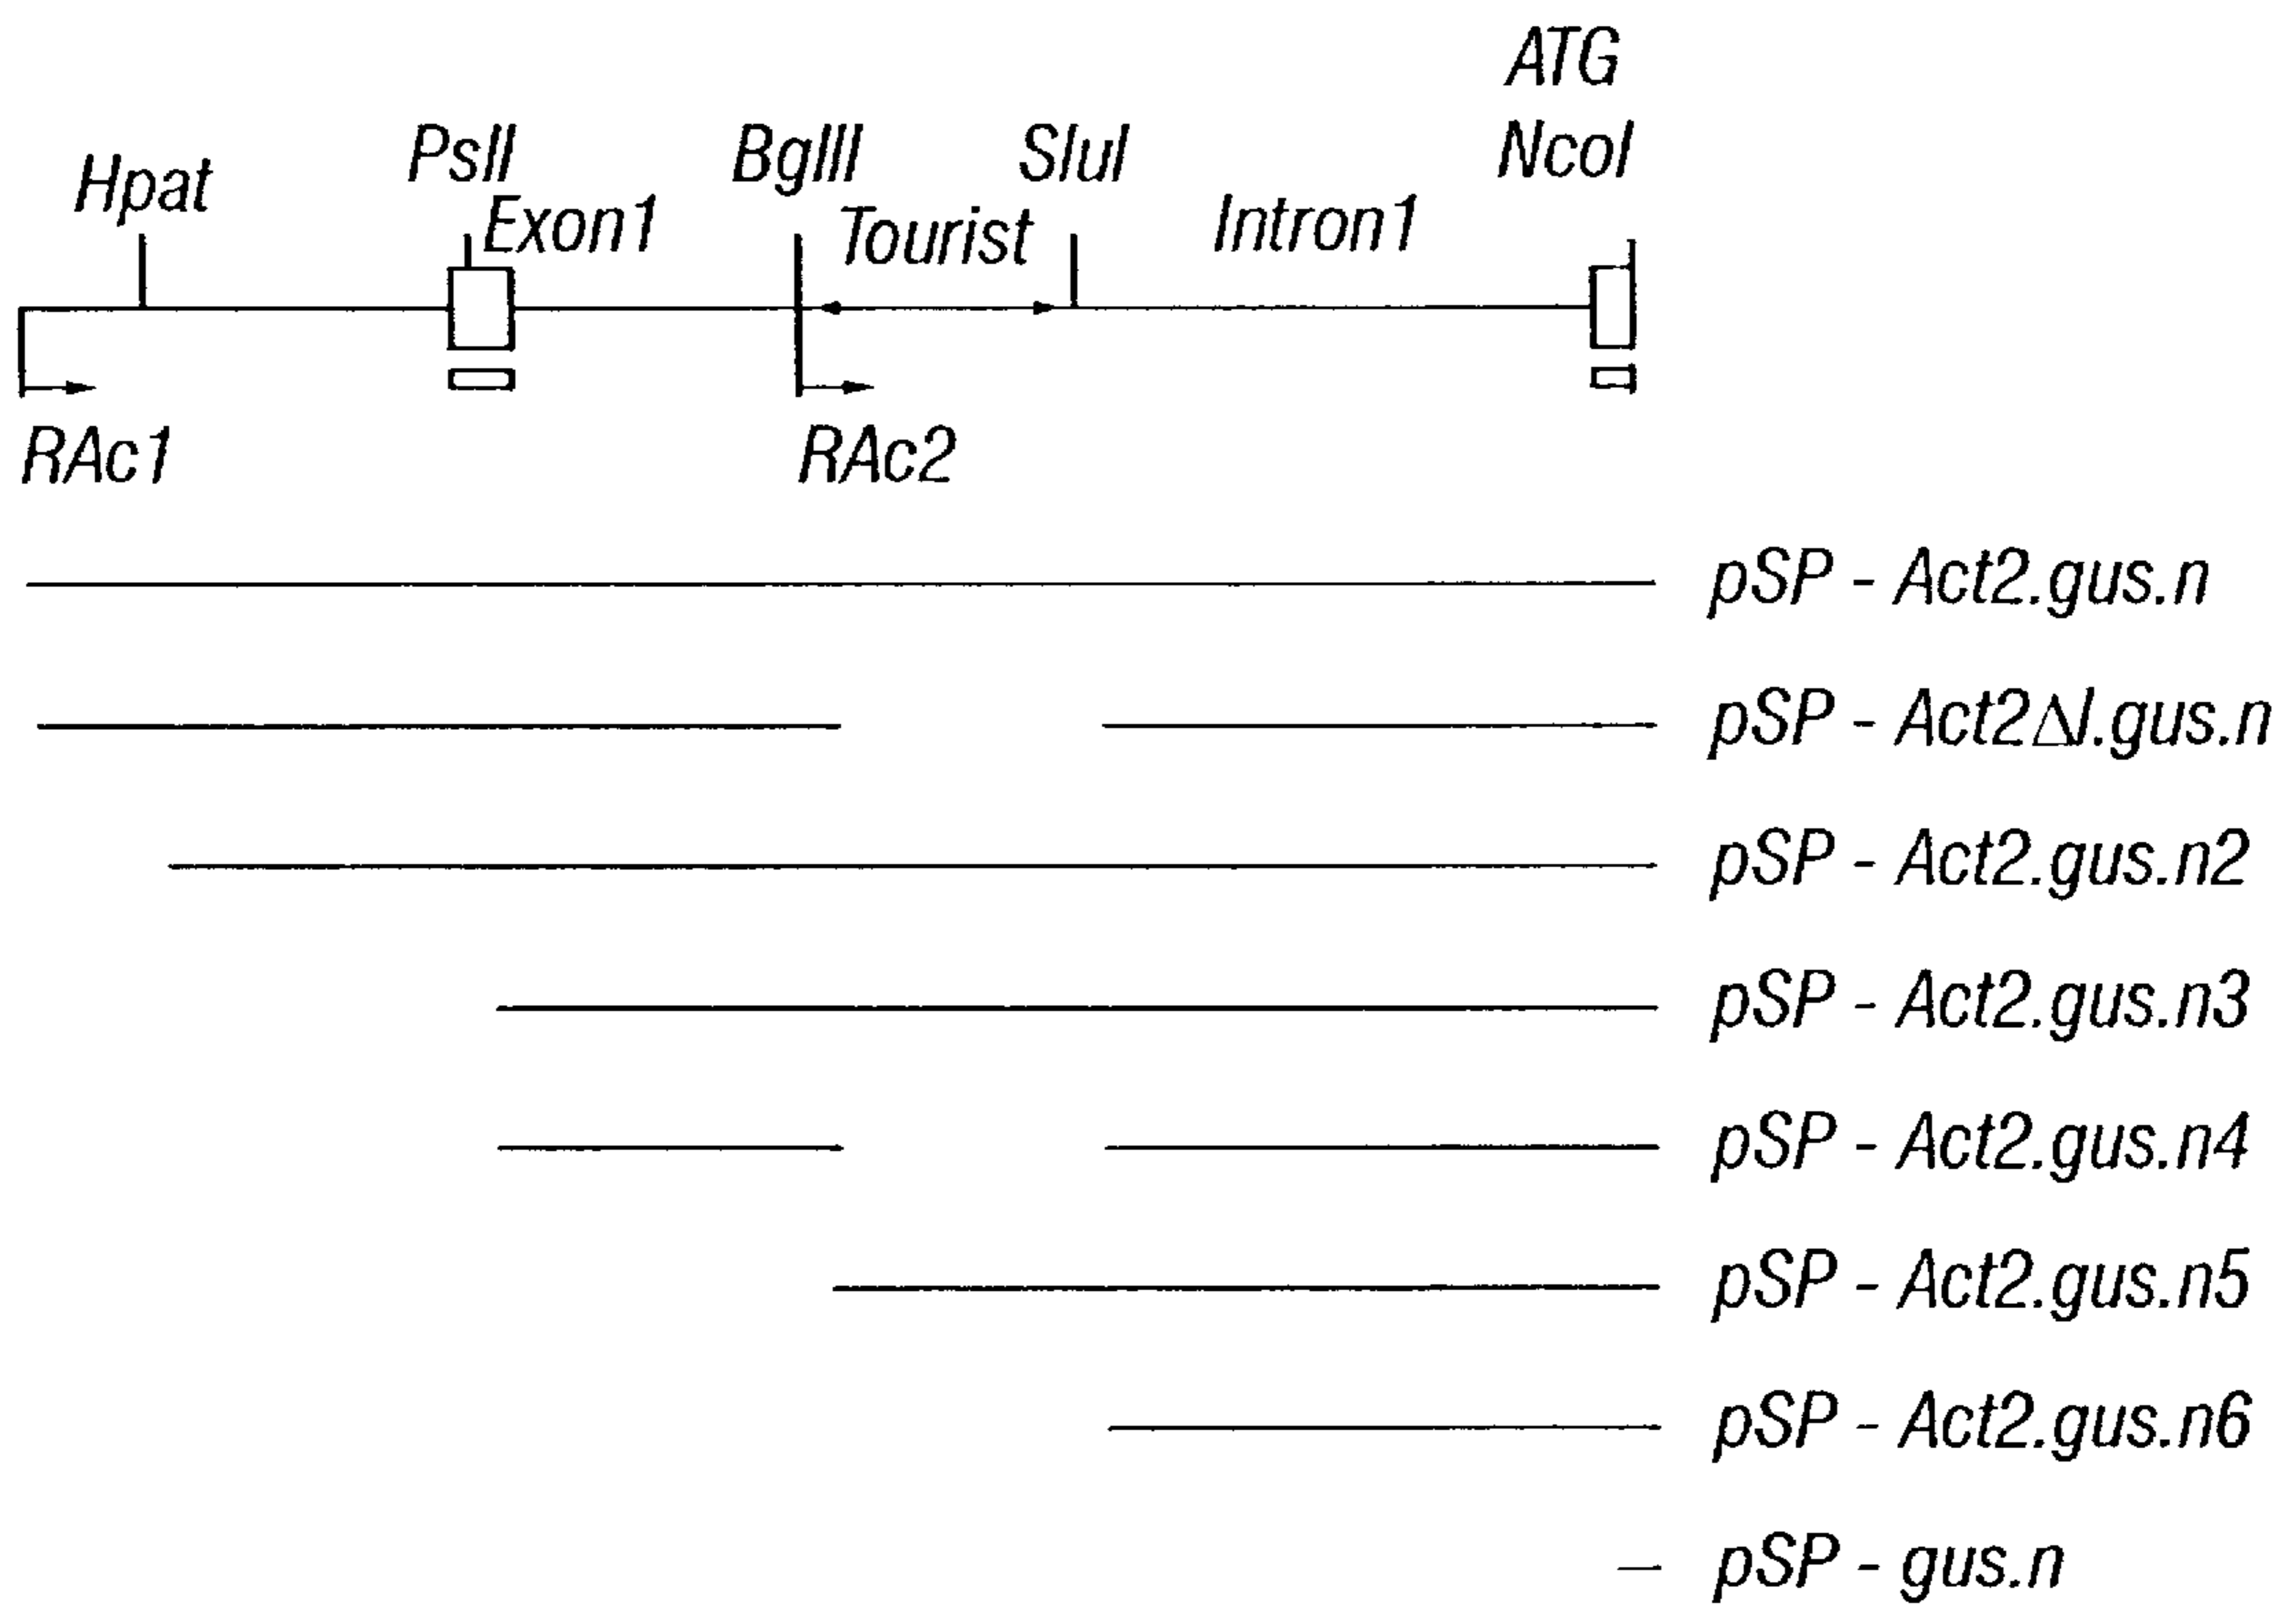 ATG
Hpat PslI BglII SluI NcoI
Exon1 Tourist Intron1
RAc1 RAc2
pSP - Act2.gus.n
pSP - Act2ΔI.gus.n
pSP - Act2.gus.n2
pSP - Act2.gus.n3
pSP - Act2.gus.n4
pSP - Act2.gus.n5
pSP - Act2.gus.n6
pSP - gus.n